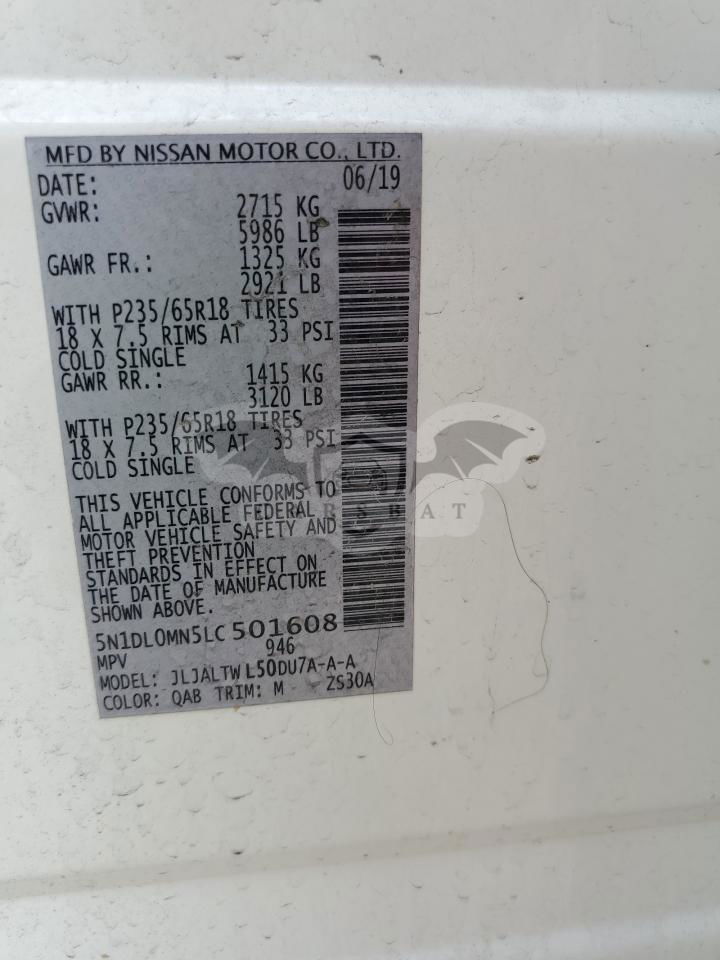 MFD BY NISSAN MOTOR CO., LTD.
DATE: 06/19
GVWR: 2715 KG
5986 LB
GAWR FR.: 1325 KG
2921 LB
WITH P235/65R18 TIRES
18 X 7.5 RIMS AT 33 PSI
COLD SINGLE
GAWR RR.: 1415 KG
3120 LB
WITH P235/65R18 TIRES
18 X 7.5 RIMS AT 33 PSI
COLD SINGLE
THIS VEHICLE CONFORMS TO
ALL APPLICABLE FEDERAL
MOTOR VEHICLE SAFETY AND
THEFT PREVENTION
STANDARDS IN EFFECT ON
THE DATE OF MANUFACTURE
SHOWN ABOVE.
5N1DL0MN5LC501608
MPV 946
MODEL: JLJALTWL50DU7A-A-A
COLOR: QAB TRIM: M ZS30A